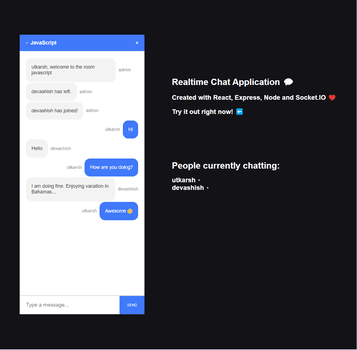 JavaScript
utkarsh, welcome to the room
javascript
admin
devashish has left.
admin
devashish has joined!
admin
utkarsh
Hi
Hello
devashish
utkarsh
How are you doing?
I am doing fine. Enjoying vacation in
Bahamas...
devashish
utkarsh
Awesome 😊
Type a message...
SEND
Realtime Chat Application 💬
Created with React, Express, Node and Socket.IO ❤️
Try it out right now! ⬅️
People currently chatting:
utkarsh
devashish